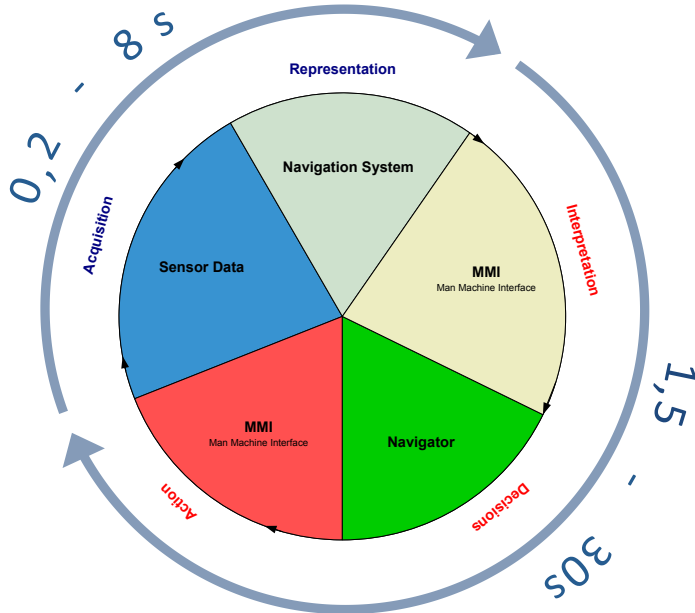 0,2 - 8 s
Representation
Navigation System
Acquisition
Sensor Data
Interpretation
MMI
Man Machine Interface
MMI
Man Machine Interface
Navigator
Action
Decisions
1,5 - 30s